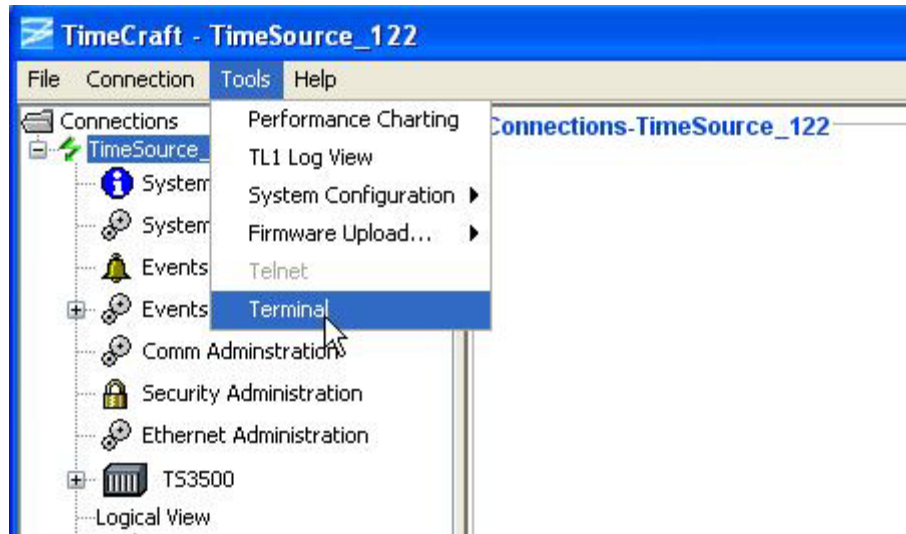 TimeCraft - TimeSource_122
File Connection Tools Help
Connections
TimeSource_
System
System
Events
Events
Comm Adminstration
Security Administration
Ethernet Administration
TS3500
Logical View
Performance Charting
TL1 Log View
System Configuration
Firmware Upload...
Telnet
Terminal
Connections-TimeSource_122